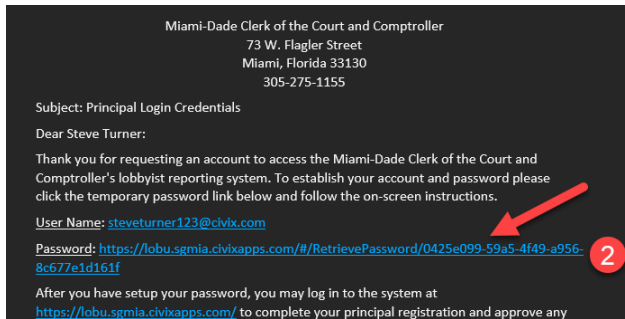 Miami-Dade Clerk of the Court and Comptroller
73 W. Flagler Street
Miami, Florida 33130
305-275-1155
Subject: Principal Login Credentials
Dear Steve Turner:
Thank you for requesting an account to access the Miami-Dade Clerk of the Court and
Comptroller's lobbyist reporting system. To establish your account and password please
click the temporary password link below and follow the on-screen instructions.
User Name: steveturner123@civix.com
Password: https://lobu.sgmia.civixapps.com/#/RetrievePassword/0425e099-59a5-4f49-a956-
8c677e1d161f
2
After you have setup your password, you may log in to the system at
https://lobu.sgmia.civixapps.com/ to complete your principal registration and approve any